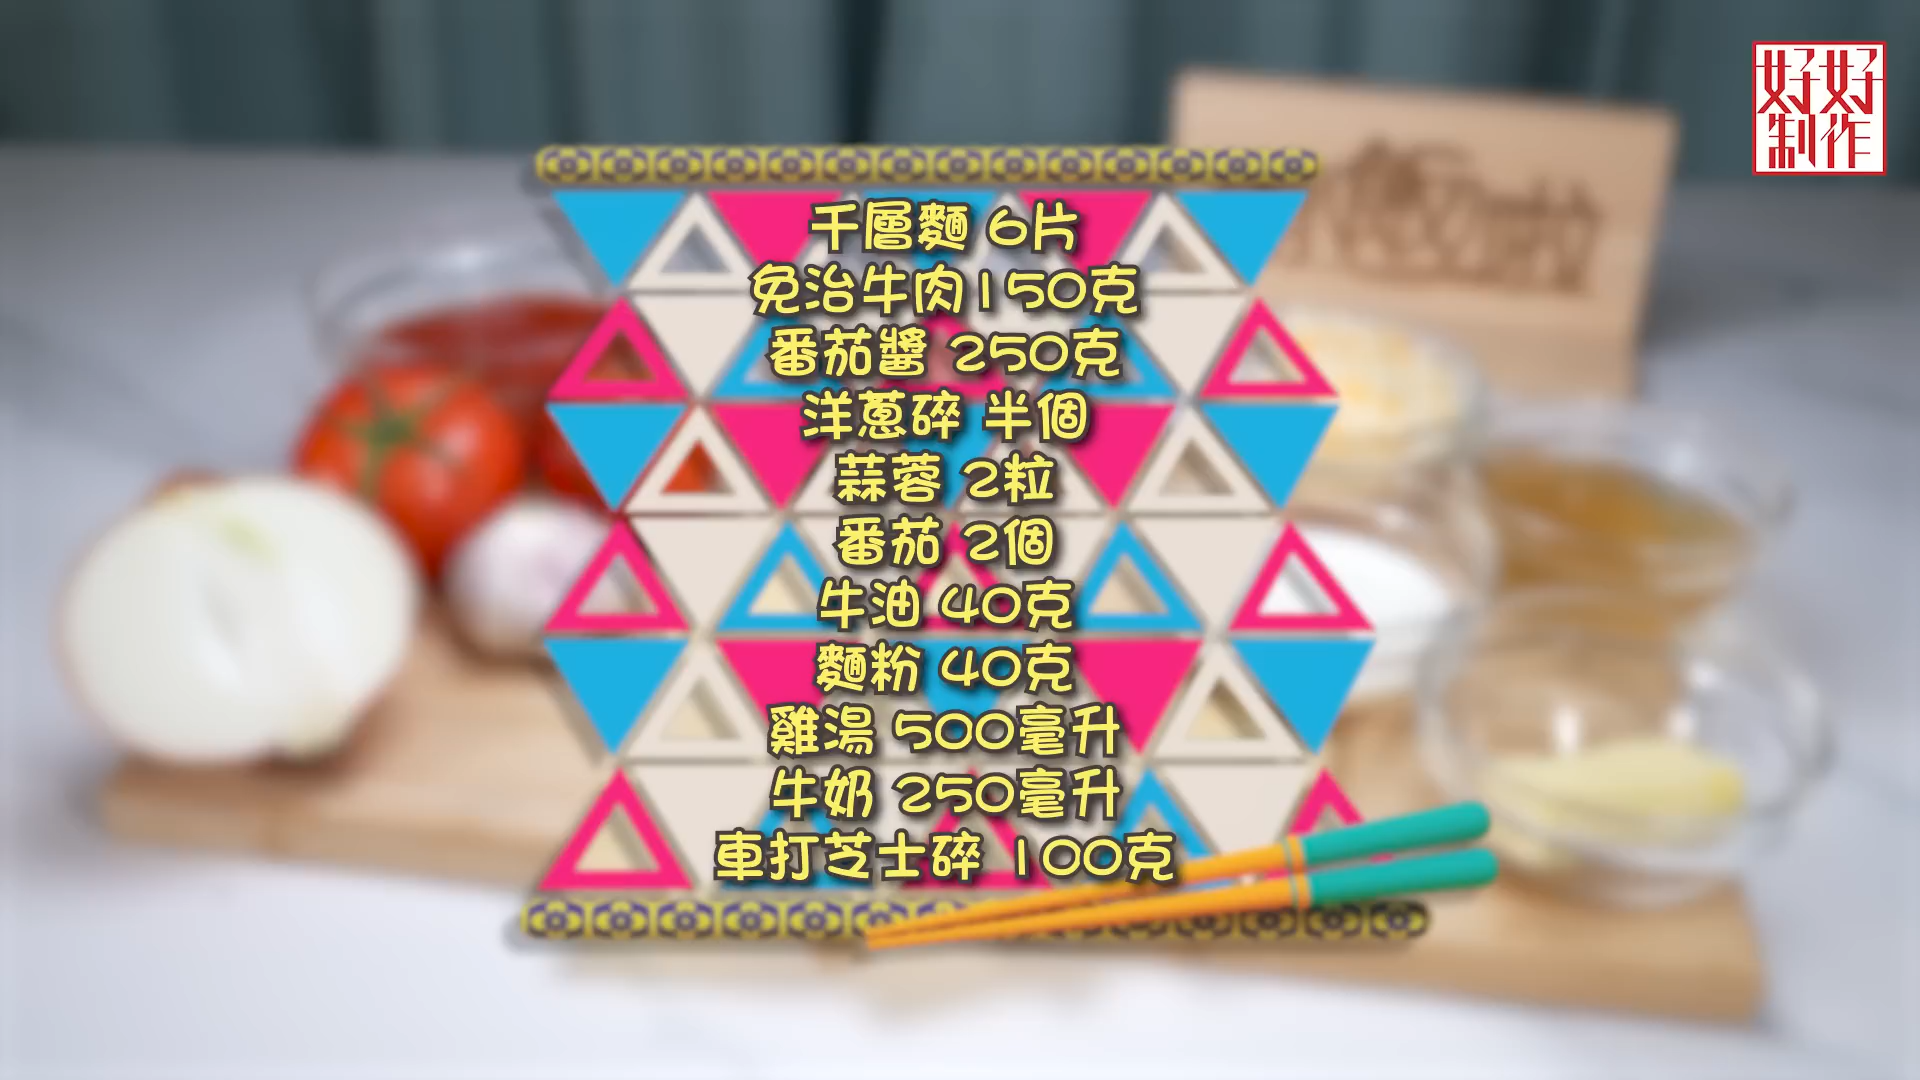 好好
制作
千層麵 6片
免治牛肉150克
番茄醬 250克
洋蔥碎 半個
蒜蓉 2粒
番茄 2個
牛油 40克
麵粉 40克
雞湯 500毫升
牛奶 250毫升
車打芝士碎 100克